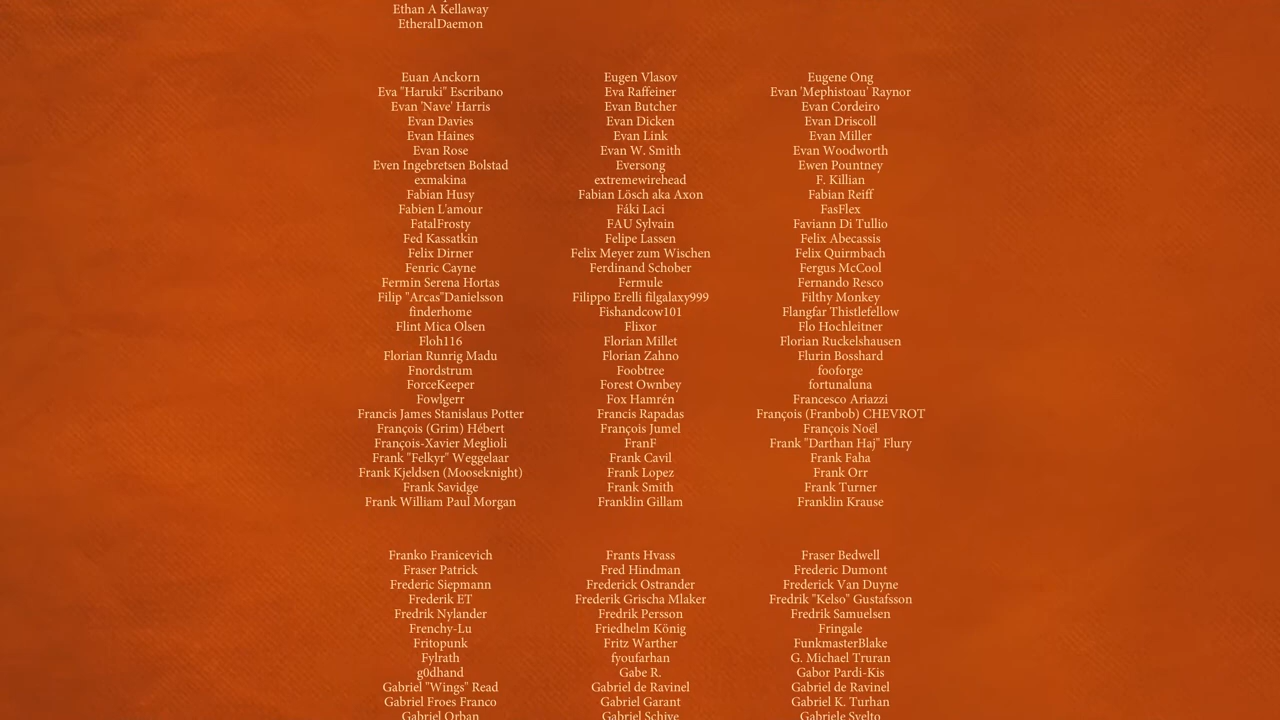 Ethan A Kellaway
EtheralDaemon
Euan Anckorn Eugen Vlasov Eugene Ong
Eva "Haruki" Escribano Eva Raffeiner Evan 'Mephistoau' Raynor
Evan 'Nave' Harris Evan Butcher Evan Cordeiro
Evan Davies Evan Dicken Evan Driscoll
Evan Haines Evan Link Evan Miller
Evan Rose Evan W. Smith Evan Woodworth
Even Ingebretsen Bolstad Eversong Ewen Pountney
exmakina extremewirehead F. Killian
Fabian Husy Fabian Lösch aka Axon Fabian Reiff
Fabien L'amour Fáki Laci FasFlex
FatalFrosty FAU Sylvain Faviann Di Tullio
Fed Kassatkin Felipe Lassen Felix Abecassis
Felix Dirner Felix Meyer zum Wischen Felix Quirmbach
Fenric Cayne Ferdinand Schober Fergus McCool
Fermin Serena Hortas Fermule Fernando Resco
Filip "Arcas"Danielsson Filippo Erelli filgalaxy999 Filthy Monkey
finderhome Fishandcow101 Flangfar Thistlefellow
Flint Mica Olsen Flixor Flo Hochleitner
Floh116 Florian Millet Florian Ruckelshausen
Florian Runrig Madu Florian Zahno Flurin Bosshard
Fnordstrum Foobtree fooforge
ForceKeeper Forest Ownbey fortunaluna
Fowlgerr Fox Hamrén Francesco Ariazzi
Francis James Stanislaus Potter Francis Rapadas François (Franbob) CHEVROT
François (Grim) Hébert François Jumel François Noël
François-Xavier Meglioli FranF Frank "Darthan Haj" Flury
Frank "Felkyr" Weggelaar Frank Cavil Frank Faha
Frank Kjeldsen (Mooseknight) Frank Lopez Frank Orr
Frank Savidge Frank Smith Frank Turner
Frank William Paul Morgan Franklin Gillam Franklin Krause
Franko Franicevich Frants Hvass Fraser Bedwell
Fraser Patrick Fred Hindman Frederic Dumont
Frederic Siepmann Frederick Ostrander Frederick Van Duyne
Frederik ET Frederik Grischa Mlaker Fredrik "Kelso" Gustafsson
Fredrik Nylander Fredrik Persson Fredrik Samuelsen
Frenchy-Lu Friedhelm König Fringale
Fritopunk Fritz Warther FunkmasterBlake
Fylrath fyoufarhan G. Michael Truran
g0dhand Gabe R. Gabor Pardi-Kis
Gabriel "Wings" Read Gabriel de Ravinel Gabriel de Ravinel
Gabriel Froes Franco Gabriel Garant Gabriel K. Turhan
Gabriel Orban Gabriel Schive Gabriele Svelto